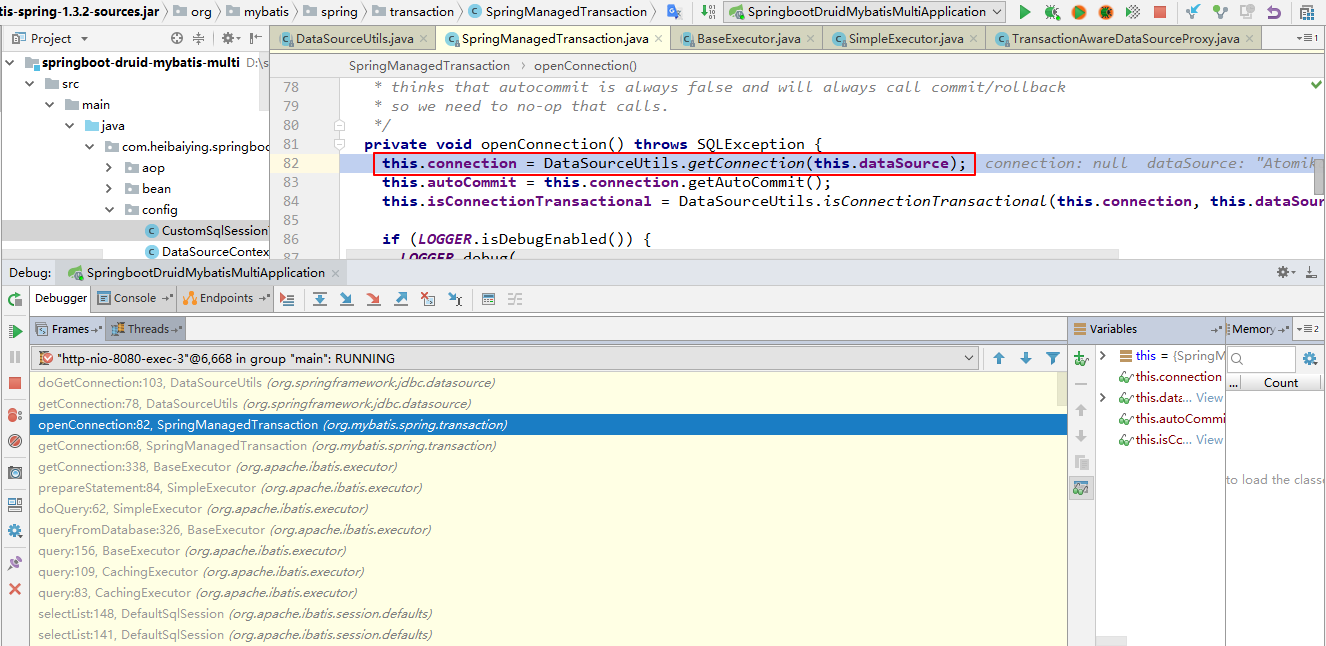 tis-spring-1.3.2-sources.jar org mybatis spring transaction SpringManagedTransaction SpringbootDruidMybatisMultiApplication
Project DataSourceUtils.java SpringManagedTransaction.java BaseExecutor.java SimpleExecutor.java TransactionAwareDataSourceProxy.java 1
springboot-druid-mybatis-multi D:\s
src
main
java
com.heibaiying.springboo
aop
bean
config
CustomSqlSession
DataSourceContex
SpringManagedTransaction openConnection()
78 * thinks that autocommit is always false and will always call commit/rollback
79 * so we need to no-op that calls.
80 */
81 private void openConnection() throws SQLException {
82 this.connection = DataSourceUtils.getConnection(this.dataSource); connection: null dataSource: "Atomik
83 this.autoCommit = this.connection.getAutoCommit();
84 this.isConnectionTransactional = DataSourceUtils.isConnectionTransactional(this.connection, this.dataSour
85
86 if (LOGGER.isDebugEnabled()) {
87 LOGGER.debug(
Debug: SpringbootDruidMybatisMultiApplication
Debugger Console Endpoints
Frames Threads Variables Memory 2
"http-nio-8080-exec-3"@6,668 in group "main": RUNNING
doGetConnection:103, DataSourceUtils (org.springframework.jdbc.datasource)
getConnection:78, DataSourceUtils (org.springframework.jdbc.datasource)
openConnection:82, SpringManagedTransaction (org.mybatis.spring.transaction)
getConnection:68, SpringManagedTransaction (org.mybatis.spring.transaction)
getConnection:338, BaseExecutor (org.apache.ibatis.executor)
prepareStatement:84, SimpleExecutor (org.apache.ibatis.executor)
doQuery:62, SimpleExecutor (org.apache.ibatis.executor)
queryFromDatabase:326, BaseExecutor (org.apache.ibatis.executor)
query:156, BaseExecutor (org.apache.ibatis.executor)
query:109, CachingExecutor (org.apache.ibatis.executor)
query:83, CachingExecutor (org.apache.ibatis.executor)
selectList:148, DefaultSqlSession (org.apache.ibatis.session.defaults)
selectList:141, DefaultSqlSession (org.apache.ibatis.session.defaults)
this = {SpringM
this.connection
this.data... View
this.autoCommi
this.isCc... View
... Count
to load the classe